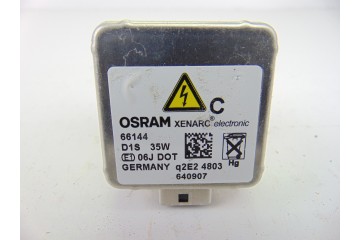 C
OSRAM XENARC® electronic
66144
D1S 35W
E1 06J DOT
Hg
GERMANY q2E2 4803
640907